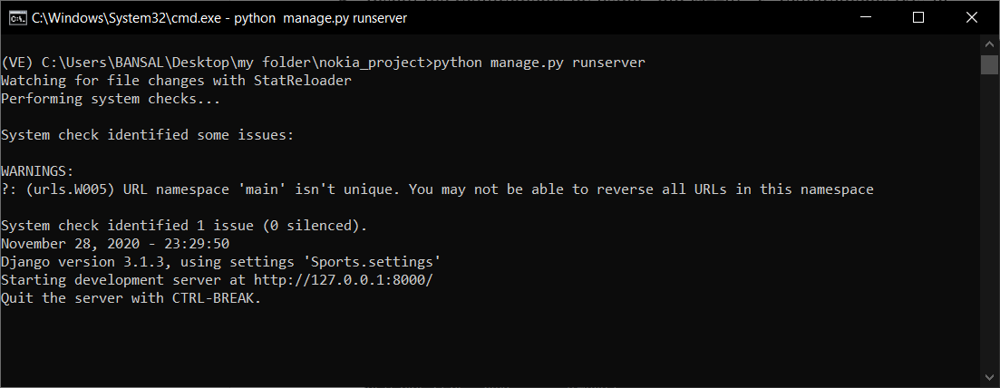 C:\Windows\System32\cmd.exe - python  manage.py runserver
(VE) C:\Users\BANSAL\Desktop\my folder\nokia_project>python manage.py runserver
Watching for file changes with StatReloader
Performing system checks...
System check identified some issues:
WARNINGS:
?: (urls.W005) URL namespace 'main' isn't unique. You may not be able to reverse all URLs in this namespace
System check identified 1 issue (0 silenced).
November 28, 2020 - 23:29:50
Django version 3.1.3, using settings 'Sports.settings'
Starting development server at http://127.0.0.1:8000/
Quit the server with CTRL-BREAK.